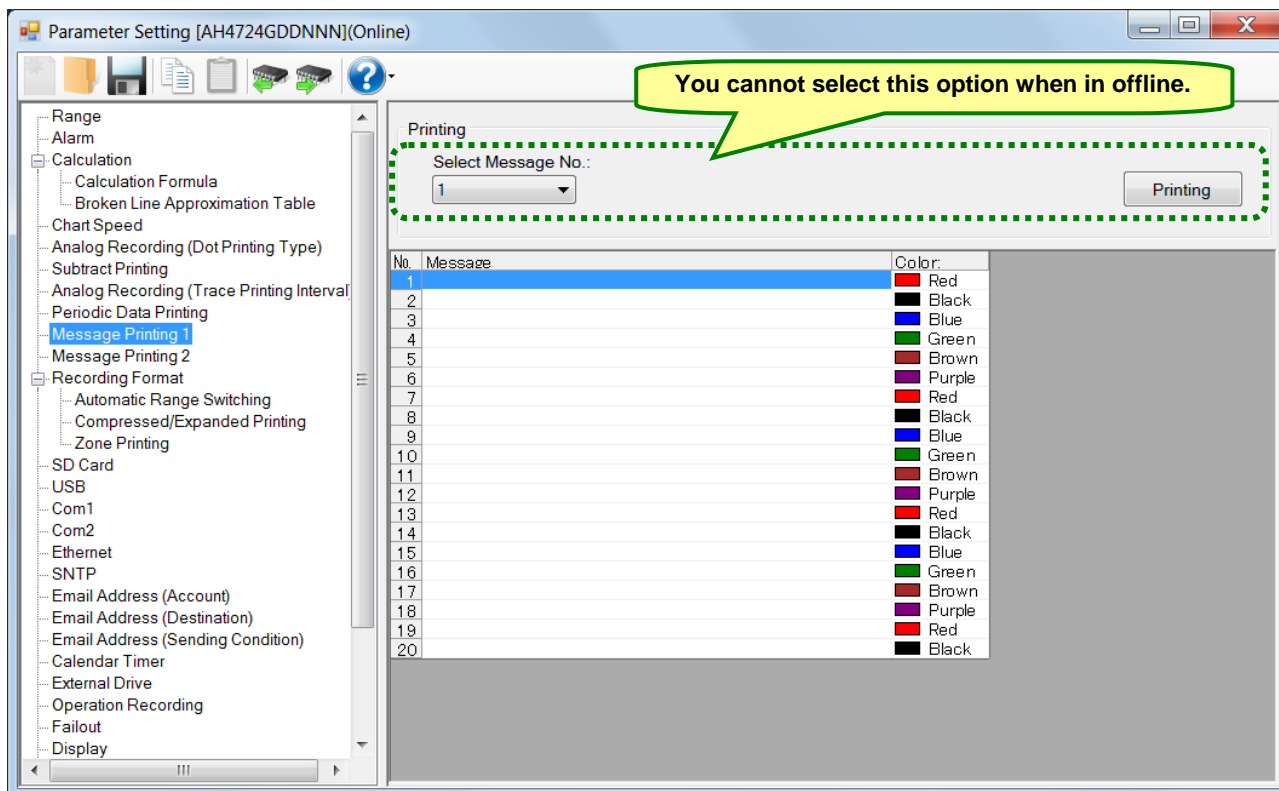 Parameter Setting [AH4724GDDNNN](Online)
You cannot select this option when in offline.
Range
Alarm
Calculation
Calculation Formula
Broken Line Approximation Table
Chart Speed
Analog Recording (Dot Printing Type)
Subtract Printing
Analog Recording (Trace Printing Interval
Periodic Data Printing
Message Printing 1
Message Printing 2
Recording Format
Automatic Range Switching
Compressed/Expanded Printing
Zone Printing
SD Card
USB
Com1
Com2
Ethernet
SNTP
Email Address (Account)
Email Address (Destination)
Email Address (Sending Condition)
Calendar Timer
External Drive
Operation Recording
Failout
Display
Printing
Select Message No.:
1
Printing
No. Message Color:
1 Red
2 Black
3 Blue
4 Green
5 Brown
6 Purple
7 Red
8 Black
9 Blue
10 Green
11 Brown
12 Purple
13 Red
14 Black
15 Blue
16 Green
17 Brown
18 Purple
19 Red
20 Black